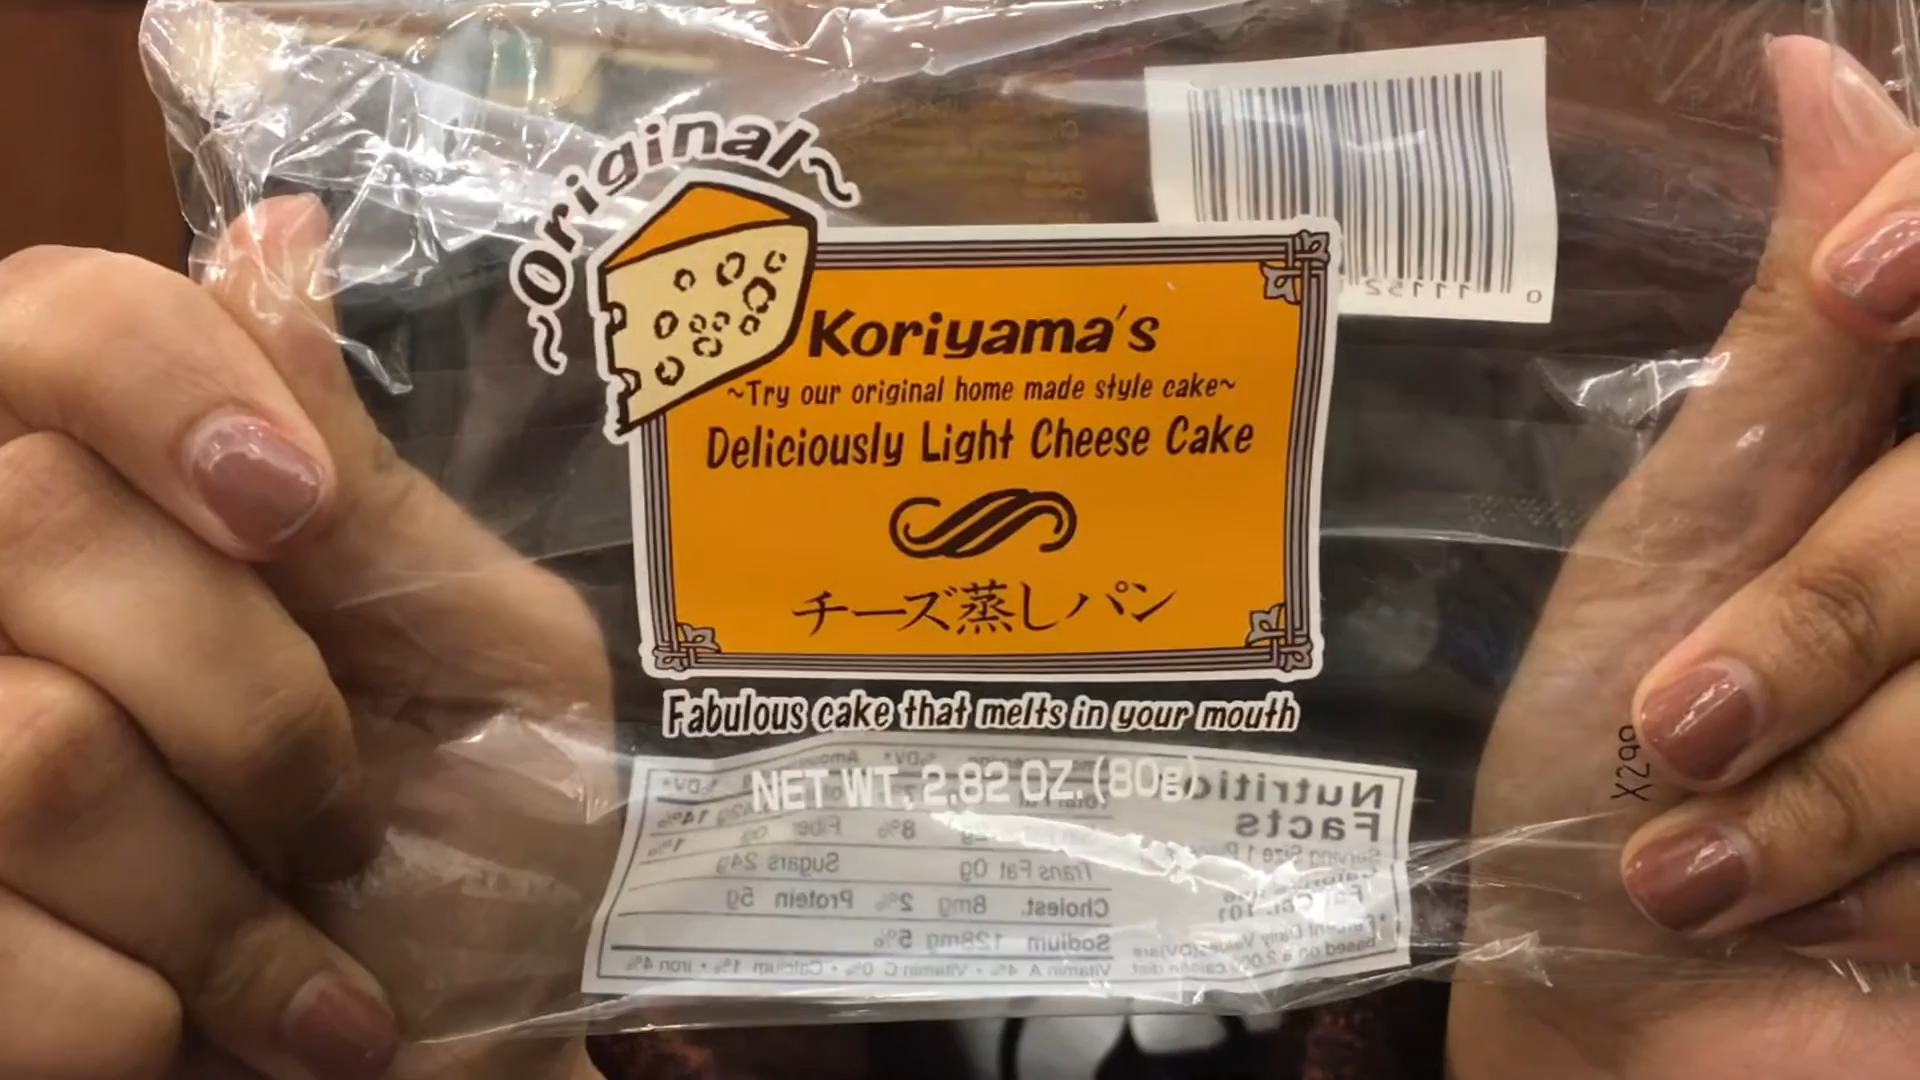 ~Original~
Koriyama's
~Try our original home made style cake~
Deliciously Light Cheese Cake
チーズ蒸しパン
Fabulous cake that melts in your mouth
NET WT. 2.82 OZ. (80g)
X299
Nutrition
Facts
Trans Fat 0g
Sugars 24g
Cholest. 8mg 2% Protein 5g
Sodium 128mg 5%
Vitamin A 4% • Vitamin C 0% • Calcium 1% • Iron 4%